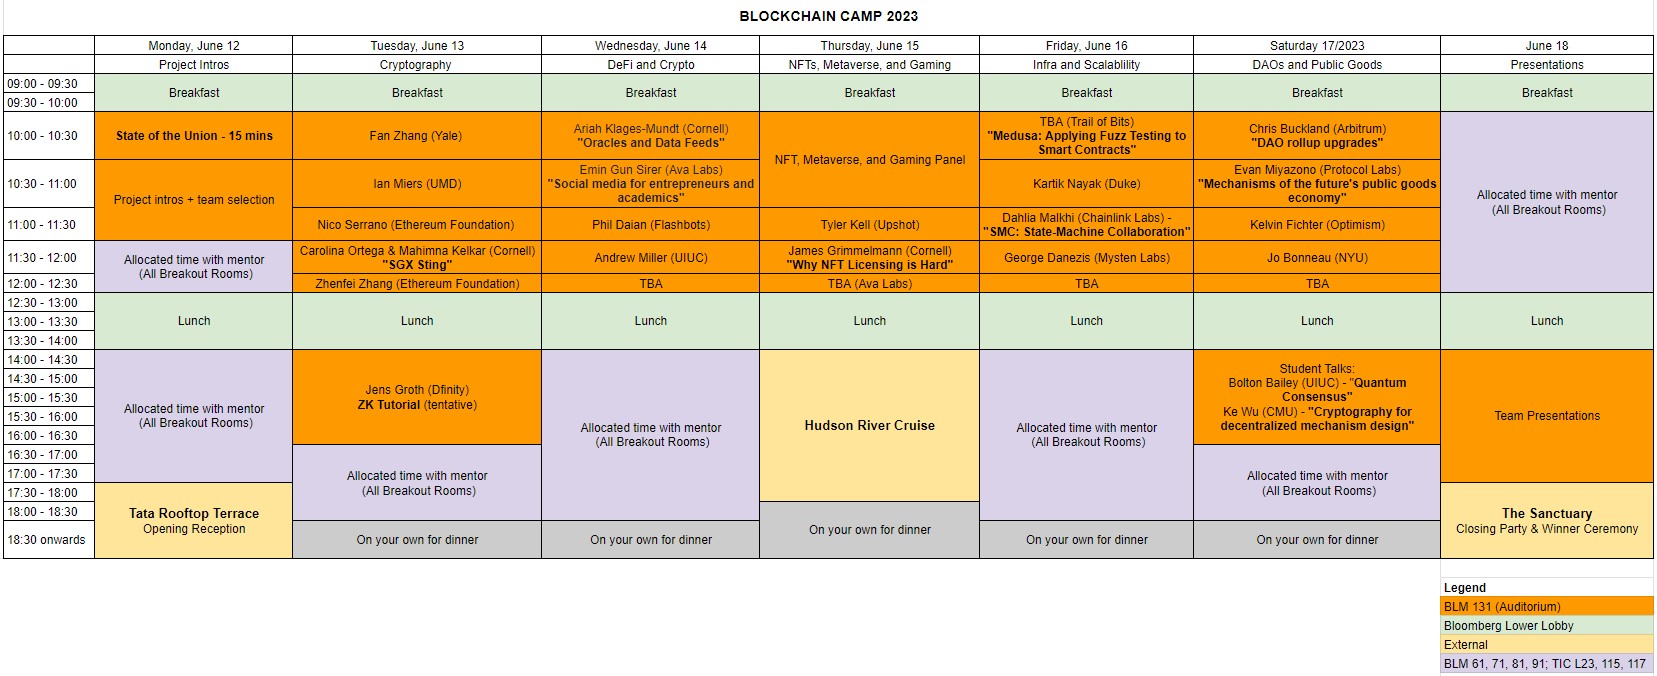 BLOCKCHAIN CAMP 2023
Monday, June 12
Tuesday, June 13
Wednesday, June 14
Thursday, June 15
Friday, June 16
Saturday 17/2023
June 18
Project Intros
Cryptography
DeFi and Crypto
NFTs, Metaverse, and Gaming
Infra and Scalablility
DAOs and Public Goods
Presentations
09:00 - 09:30
09:30 - 10:00
Breakfast
Breakfast
Breakfast
Breakfast
Breakfast
Breakfast
Breakfast
10:00 - 10:30
State of the Union - 15 mins
Fan Zhang (Yale)
Ariah Klages-Mundt (Cornell)
"Oracles and Data Feeds"
NFT, Metaverse, and Gaming Panel
TBA (Trail of Bits)
"Medusa: Applying Fuzz Testing to
Smart Contracts"
Chris Buckland (Arbitrum)
"DAO rollup upgrades"
Allocated time with mentor
(All Breakout Rooms)
10:30 - 11:00
Project intros + team selection
Ian Miers (UMD)
Emin Gun Sirer (Ava Labs)
"Social media for entrepreneurs and
academics"
Kartik Nayak (Duke)
Evan Miyazono (Protocol Labs)
"Mechanisms of the future's public goods
economy"
11:00 - 11:30
Nico Serrano (Ethereum Foundation)
Phil Daian (Flashbots)
Tyler Kell (Upshot)
Dahlia Malkhi (Chainlink Labs) -
"SMC: State-Machine Collaboration"
Kelvin Fichter (Optimism)
11:30 - 12:00
Allocated time with mentor
(All Breakout Rooms)
Carolina Ortega & Mahimna Kelkar (Cornell)
"SGX Sting"
Andrew Miller (UIUC)
James Grimmelmann (Cornell)
"Why NFT Licensing is Hard"
George Danezis (Mysten Labs)
Jo Bonneau (NYU)
12:00 - 12:30
Zhenfei Zhang (Ethereum Foundation)
TBA
TBA (Ava Labs)
TBA
TBA
12:30 - 13:00
13:00 - 13:30
13:30 - 14:00
Lunch
Lunch
Lunch
Lunch
Lunch
Lunch
Lunch
14:00 - 14:30
14:30 - 15:00
15:00 - 15:30
15:30 - 16:00
16:00 - 16:30
16:30 - 17:00
17:00 - 17:30
17:30 - 18:00
18:00 - 18:30
18:30 onwards
Allocated time with mentor
(All Breakout Rooms)
Tata Rooftop Terrace
Opening Reception
Jens Groth (Dfinity)
ZK Tutorial (tentative)
Allocated time with mentor
(All Breakout Rooms)
On your own for dinner
Allocated time with mentor
(All Breakout Rooms)
On your own for dinner
Hudson River Cruise
On your own for dinner
Allocated time with mentor
(All Breakout Rooms)
On your own for dinner
Student Talks:
Bolton Bailey (UIUC) - "Quantum
Consensus"
Ke Wu (CMU) - "Cryptography for
decentralized mechanism design"
Allocated time with mentor
(All Breakout Rooms)
On your own for dinner
Team Presentations
The Sanctuary
Closing Party & Winner Ceremony
Legend
BLM 131 (Auditorium)
Bloomberg Lower Lobby
External
BLM 61, 71, 81, 91; TIC L23, 115, 117